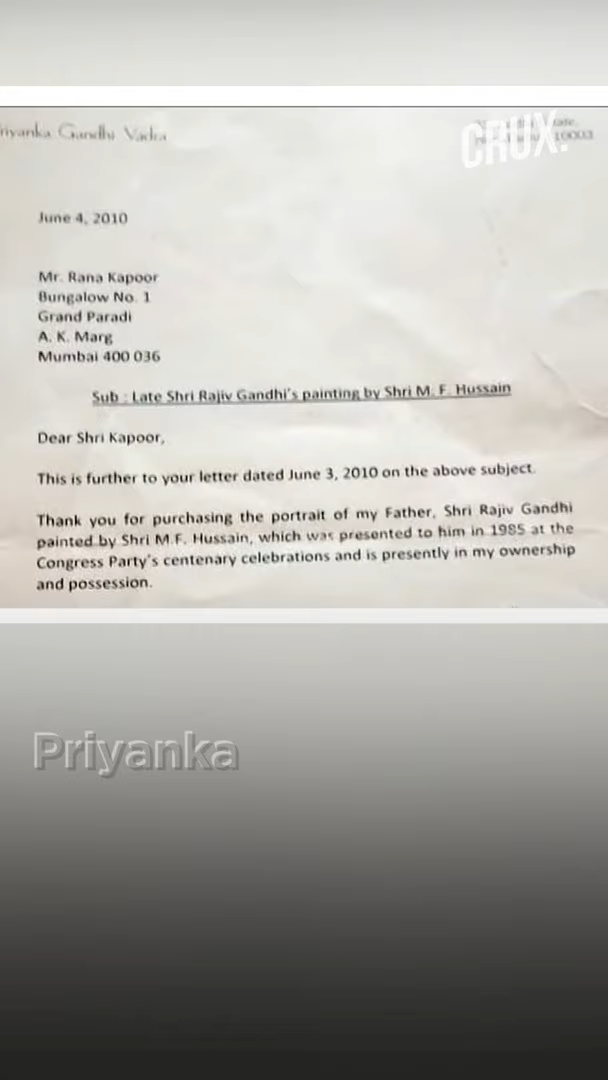 riyanka Gandhi Vadra
CRUX.
June 4, 2010
Mr. Rana Kapoor
Bungalow No. 1
Grand Paradi
A. K. Marg
Mumbai 400 036
Sub : Late Shri Rajiv Gandhi's painting by Shri M. F. Hussain
Dear Shri Kapoor,
This is further to your letter dated June 3, 2010 on the above subject.
Thank you for purchasing the portrait of my Father, Shri Rajiv Gandhi
painted by Shri M.F. Hussain, which was presented to him in 1985 at the
Congress Party's centenary celebrations and is presently in my ownership
and possession.
Priyanka